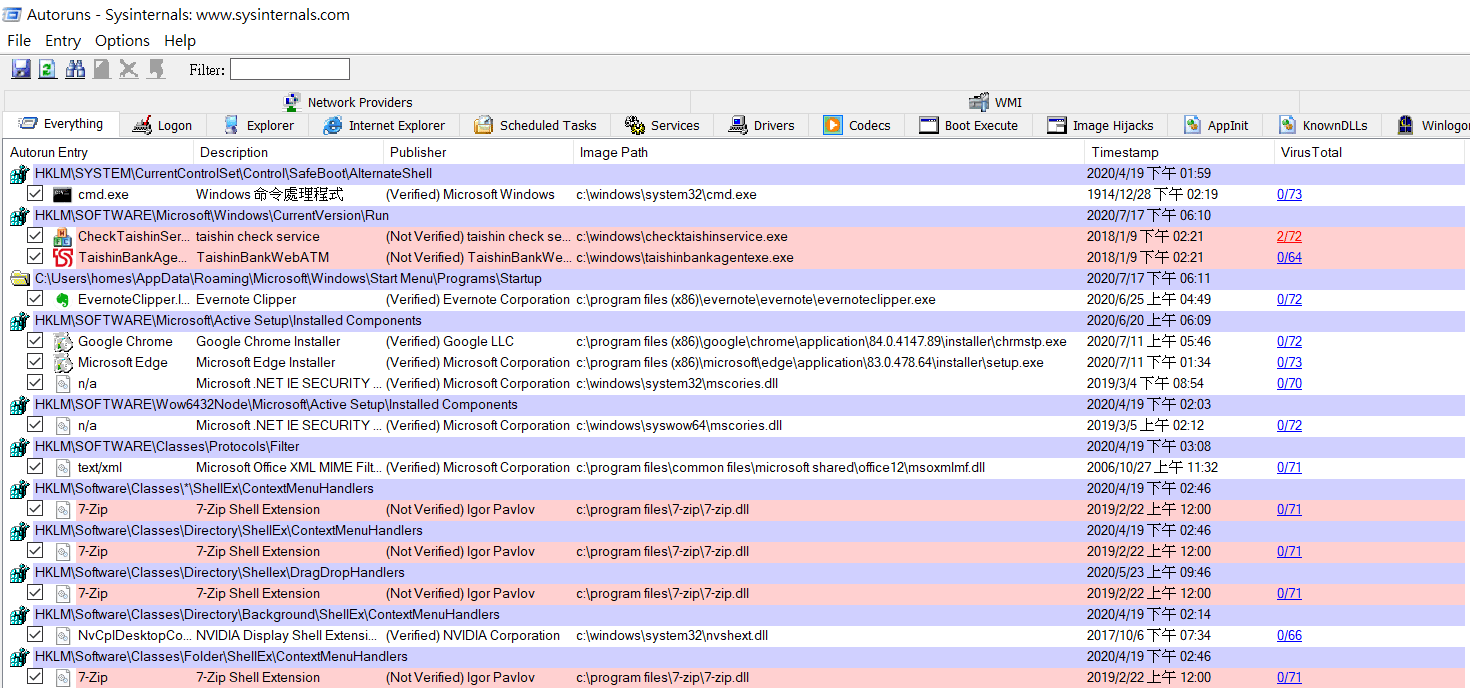 Autoruns - Sysinternals: www.sysinternals.com
File Entry Options Help
Filter:
Network Providers WMI
Everything Logon Explorer Internet Explorer Scheduled Tasks Services Drivers Codecs Boot Execute Image Hijacks AppInit KnownDLLs Winlogon
Autorun Entry Description Publisher Image Path Timestamp VirusTotal
HKLM\SYSTEM\CurrentControlSet\Control\SafeBoot\AlternateShell 2020/4/19 下午 01:59
cmd.exe Windows 命令處理程式 (Verified) Microsoft Windows c:\windows\system32\cmd.exe 1914/12/28 下午 02:19 0/73
HKLM\SOFTWARE\Microsoft\Windows\CurrentVersion\Run 2020/7/17 下午 06:10
CheckTaishinSer... taishin check service (Not Verified) taishin check se... c:\windows\checktaishinservice.exe 2018/1/9 下午 02:21 2/72
TaishinBankAge... TaishinBankWebATM (Not Verified) TaishinBankWe... c:\windows\taishinbankagentexe.exe 2018/1/9 下午 02:21 0/64
C:\Users\homes\AppData\Roaming\Microsoft\Windows\Start Menu\Programs\Startup 2020/7/17 下午 06:11
EvernoteClipper.l... Evernote Clipper (Verified) Evernote Corporation c:\program files (x86)\evernote\evernote\evernoteclipper.exe 2020/6/25 上午 04:49 0/72
HKLM\SOFTWARE\Microsoft\Active Setup\Installed Components 2020/6/20 上午 06:09
Google Chrome Google Chrome Installer (Verified) Google LLC c:\program files (x86)\google\chrome\application\84.0.4147.89\installer\chrmstp.exe 2020/7/11 上午 05:46 0/72
Microsoft Edge Microsoft Edge Installer (Verified) Microsoft Corporation c:\program files (x86)\microsoft\edge\application\83.0.478.64\installer\setup.exe 2020/7/11 下午 01:34 0/73
n/a Microsoft .NET IE SECURITY ... (Verified) Microsoft Corporation c:\windows\system32\mscories.dll 2019/3/4 下午 08:54 0/70
HKLM\SOFTWARE\Wow6432Node\Microsoft\Active Setup\Installed Components 2020/4/19 下午 02:03
n/a Microsoft .NET IE SECURITY ... (Verified) Microsoft Corporation c:\windows\syswow64\mscories.dll 2019/3/5 上午 02:12 0/72
HKLM\SOFTWARE\Classes\Protocols\Filter 2020/4/19 下午 03:08
text/xml Microsoft Office XML MIME Filt... (Verified) Microsoft Corporation c:\program files\common files\microsoft shared\office12\msoxmlmf.dll 2006/10/27 上午 11:32 0/71
HKLM\Software\Classes\*\ShellEx\ContextMenuHandlers 2020/4/19 下午 02:46
7-Zip 7-Zip Shell Extension (Not Verified) Igor Pavlov c:\program files\7-zip\7-zip.dll 2019/2/22 上午 12:00 0/71
HKLM\Software\Classes\Directory\ShellEx\ContextMenuHandlers 2020/4/19 下午 02:46
7-Zip 7-Zip Shell Extension (Not Verified) Igor Pavlov c:\program files\7-zip\7-zip.dll 2019/2/22 上午 12:00 0/71
HKLM\Software\Classes\Directory\Shellex\DragDropHandlers 2020/5/23 上午 09:46
7-Zip 7-Zip Shell Extension (Not Verified) Igor Pavlov c:\program files\7-zip\7-zip.dll 2019/2/22 上午 12:00 0/71
HKLM\Software\Classes\Directory\Background\ShellEx\ContextMenuHandlers 2020/4/19 下午 02:14
NvCplDesktopCo... NVIDIA Display Shell Extensi... (Verified) NVIDIA Corporation c:\windows\system32\nvshext.dll 2017/10/6 下午 07:34 0/66
HKLM\Software\Classes\Folder\ShellEx\ContextMenuHandlers 2020/4/19 下午 02:46
7-Zip 7-Zip Shell Extension (Not Verified) Igor Pavlov c:\program files\7-zip\7-zip.dll 2019/2/22 上午 12:00 0/71